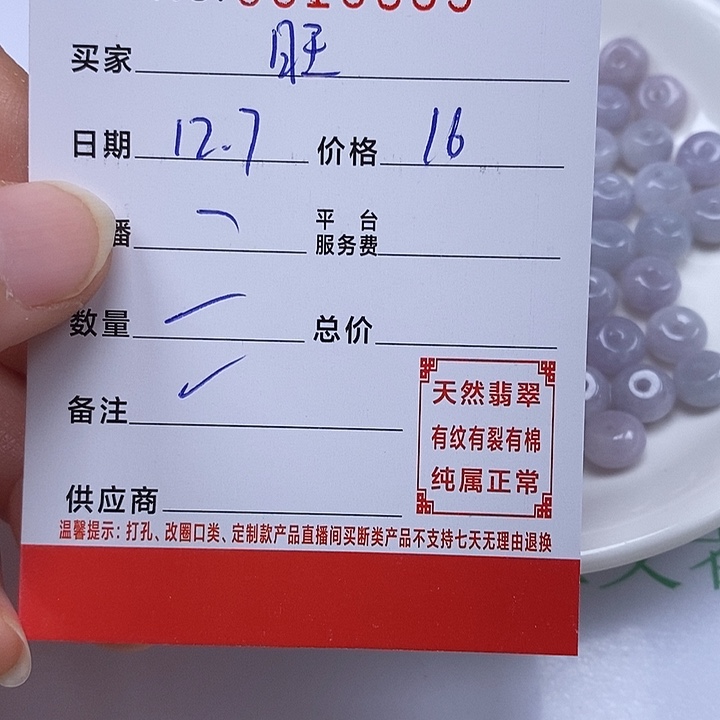 买家 旺
日期 12.7 价格 16
播
平 台
服务费
数量 一 总价
备注 ✓
供应商
天然翡翠
有纹有裂有棉
纯属正常
温馨提示：打孔、改圈口类、定制款产品直播间买断类产品不支持七天无理由退换